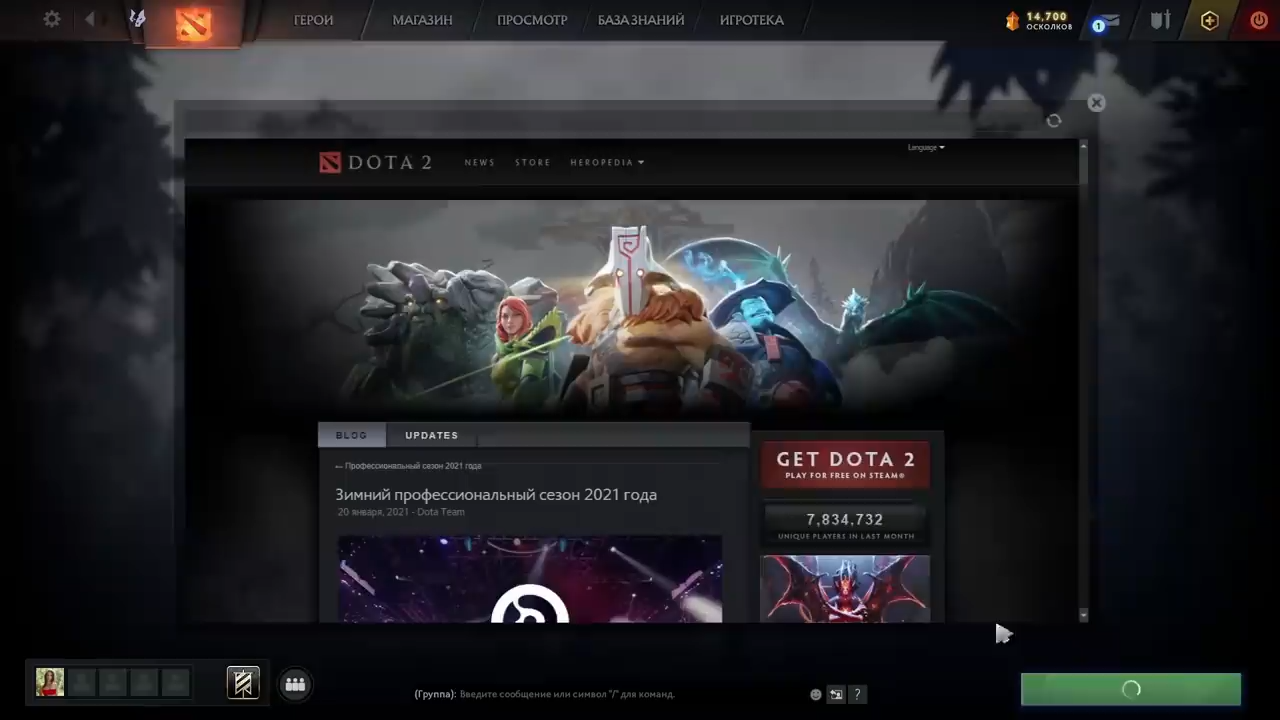 ГЕРОИ
МАГАЗИН
ПРОСМОТР
БАЗА ЗНАНИЙ
ИГРОТЕКА
14,700
ОСКОЛКОВ
1
Language
DOTA 2
NEWS
STORE
HEROPEDIA
BLOG
UPDATES
← Профессиональный сезон 2021 года
Зимний профессиональный сезон 2021 года
20 января, 2021 - Dota Team
GET DOTA 2
PLAY FOR FREE ON STEAM®
7,834,732
UNIQUE PLAYERS IN LAST MONTH
(Группа): Введите сообщение или символ "/" для команд.
?